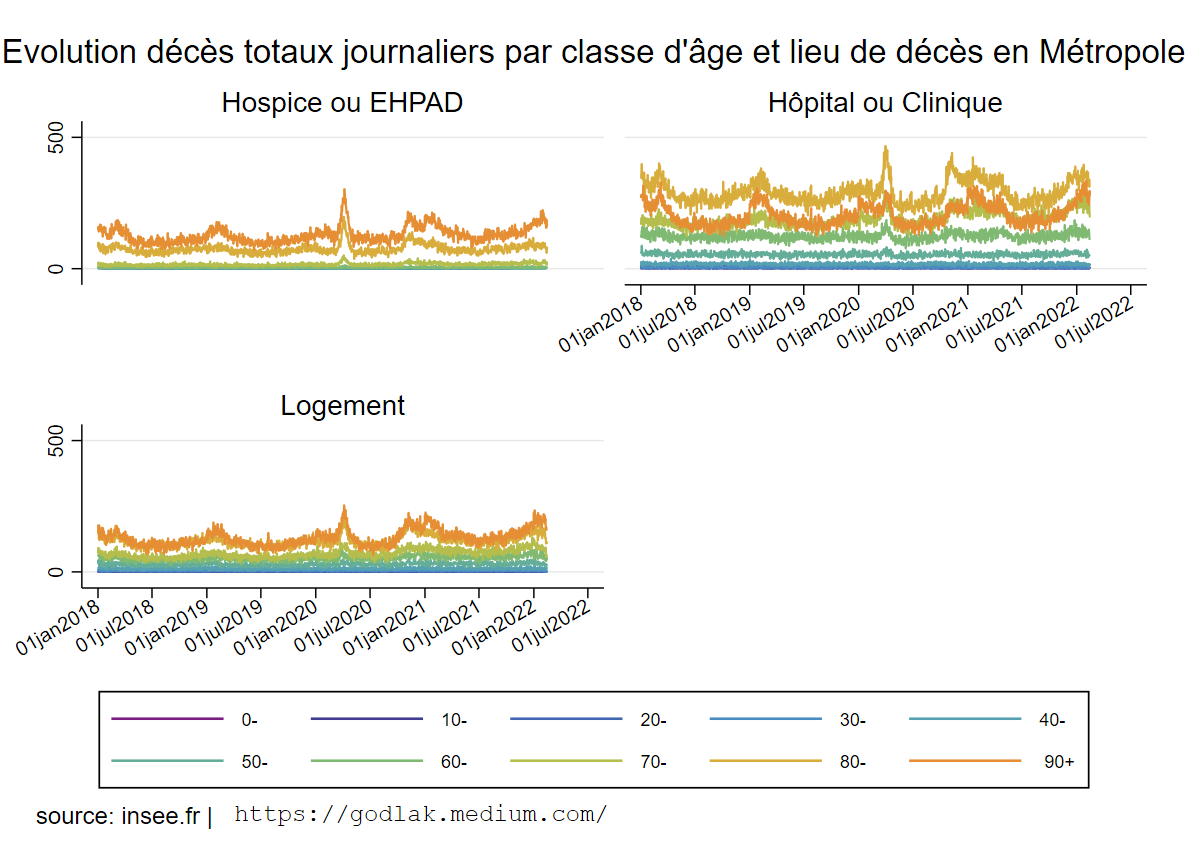 Evolution décès totaux journaliers par classe d'âge et lieu de décès en Métropole
Hospice ou EHPAD
500
0
Hôpital ou Clinique
01jan2018
01jul2018
01jan2019
01jul2019
01jan2020
01jul2020
01jan2021
01jul2021
01jan2022
01jul2022
Logement
500
0
01jan2018
01jul2018
01jan2019
01jul2019
01jan2020
01jul2020
01jan2021
01jul2021
01jan2022
01jul2022
0- 10- 20- 30- 40-
50- 60- 70- 80- 90+
source: insee.fr | https://godlak.medium.com/